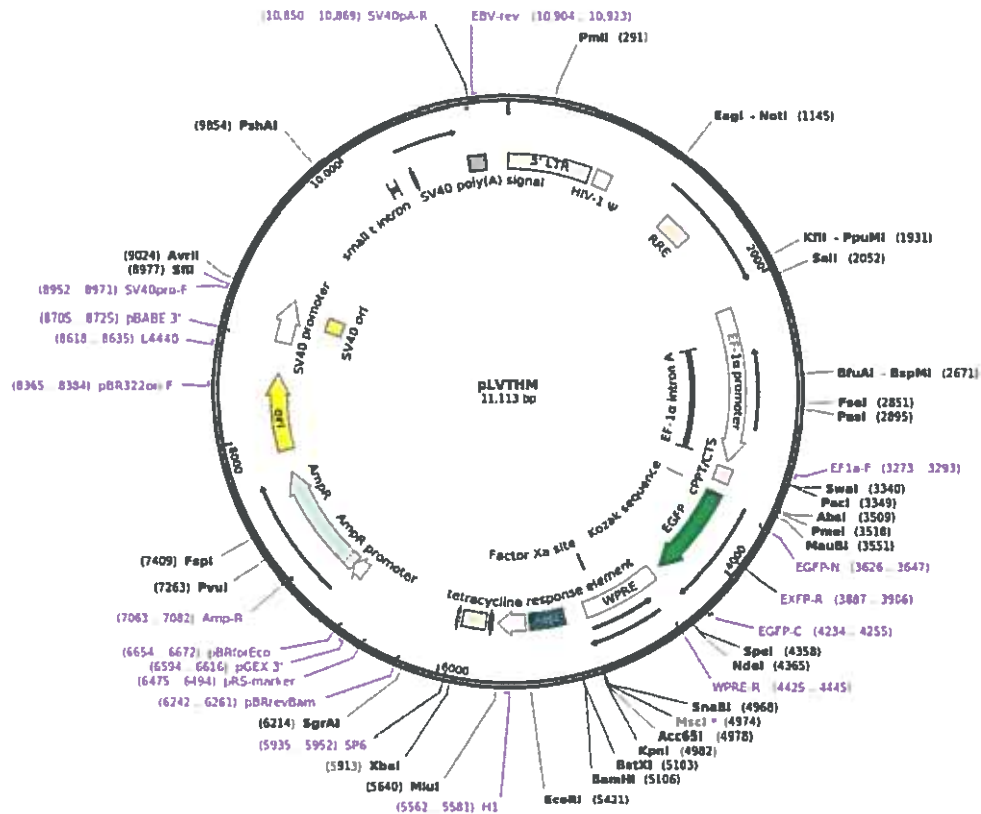 (10,850 .. 10,869) SV40pA-R
EBV-rev (10,904 .. 10,923)
PmlI (291)
EagI - NotI (1145)
KflI - PpuMI (1931)
SalI (2052)
BfuAI - BspMI (2671)
FseI (2851)
PasI (2895)
EF1a-F (3273 .. 3293)
SwaI (3340)
PacI (3349)
AbsI (3509)
PmeI (3518)
MauBI (3551)
EGFP-N (3626 .. 3647)
EXFP-R (3887 .. 3906)
EGFP-C (4234 .. 4255)
SpeI (4358)
NdeI (4365)
WPRE-R (4425 .. 4445)
SnaBI (4968)
MscI * (4974)
Acc65I (4978)
KpnI (4982)
BstXI (5103)
BamHI (5106)
EcoRI (5421)
(5562 .. 5581) H1
(5640) MluI
(5913) XbaI
(5935 .. 5952) SP6
(6214) SgrAI
(6242 .. 6261) pBRrevBam
(6475 .. 6494) pRS-marker
(6594 .. 6616) pGEX 3'
(6654 .. 6672) pBRforEco
(7063 .. 7082) Amp-R
(7263) PvuI
(7409) FspI
(8365 .. 8384) pBR322ori-F
(8618 .. 8635) L4440
(8705 .. 8725) pBABE 3'
(8952 .. 8971) SV40pro-F
(8977) SfiI
(9024) AvrII
(9854) PshAI
2000
4000
6000
8000
10,000
5' LTR
HIV-1 Ψ
RRE
EF-1α promoter
EF-1α intron A
cPPT/CTS
Kozak sequence
EGFP
Factor Xa site
WPRE
tetracycline response element
AmpR promoter
AmpR
ori
SV40 promoter
SV40 ori
small t intron
SV40 poly(A) signal
pLVTHM
11,113 bp